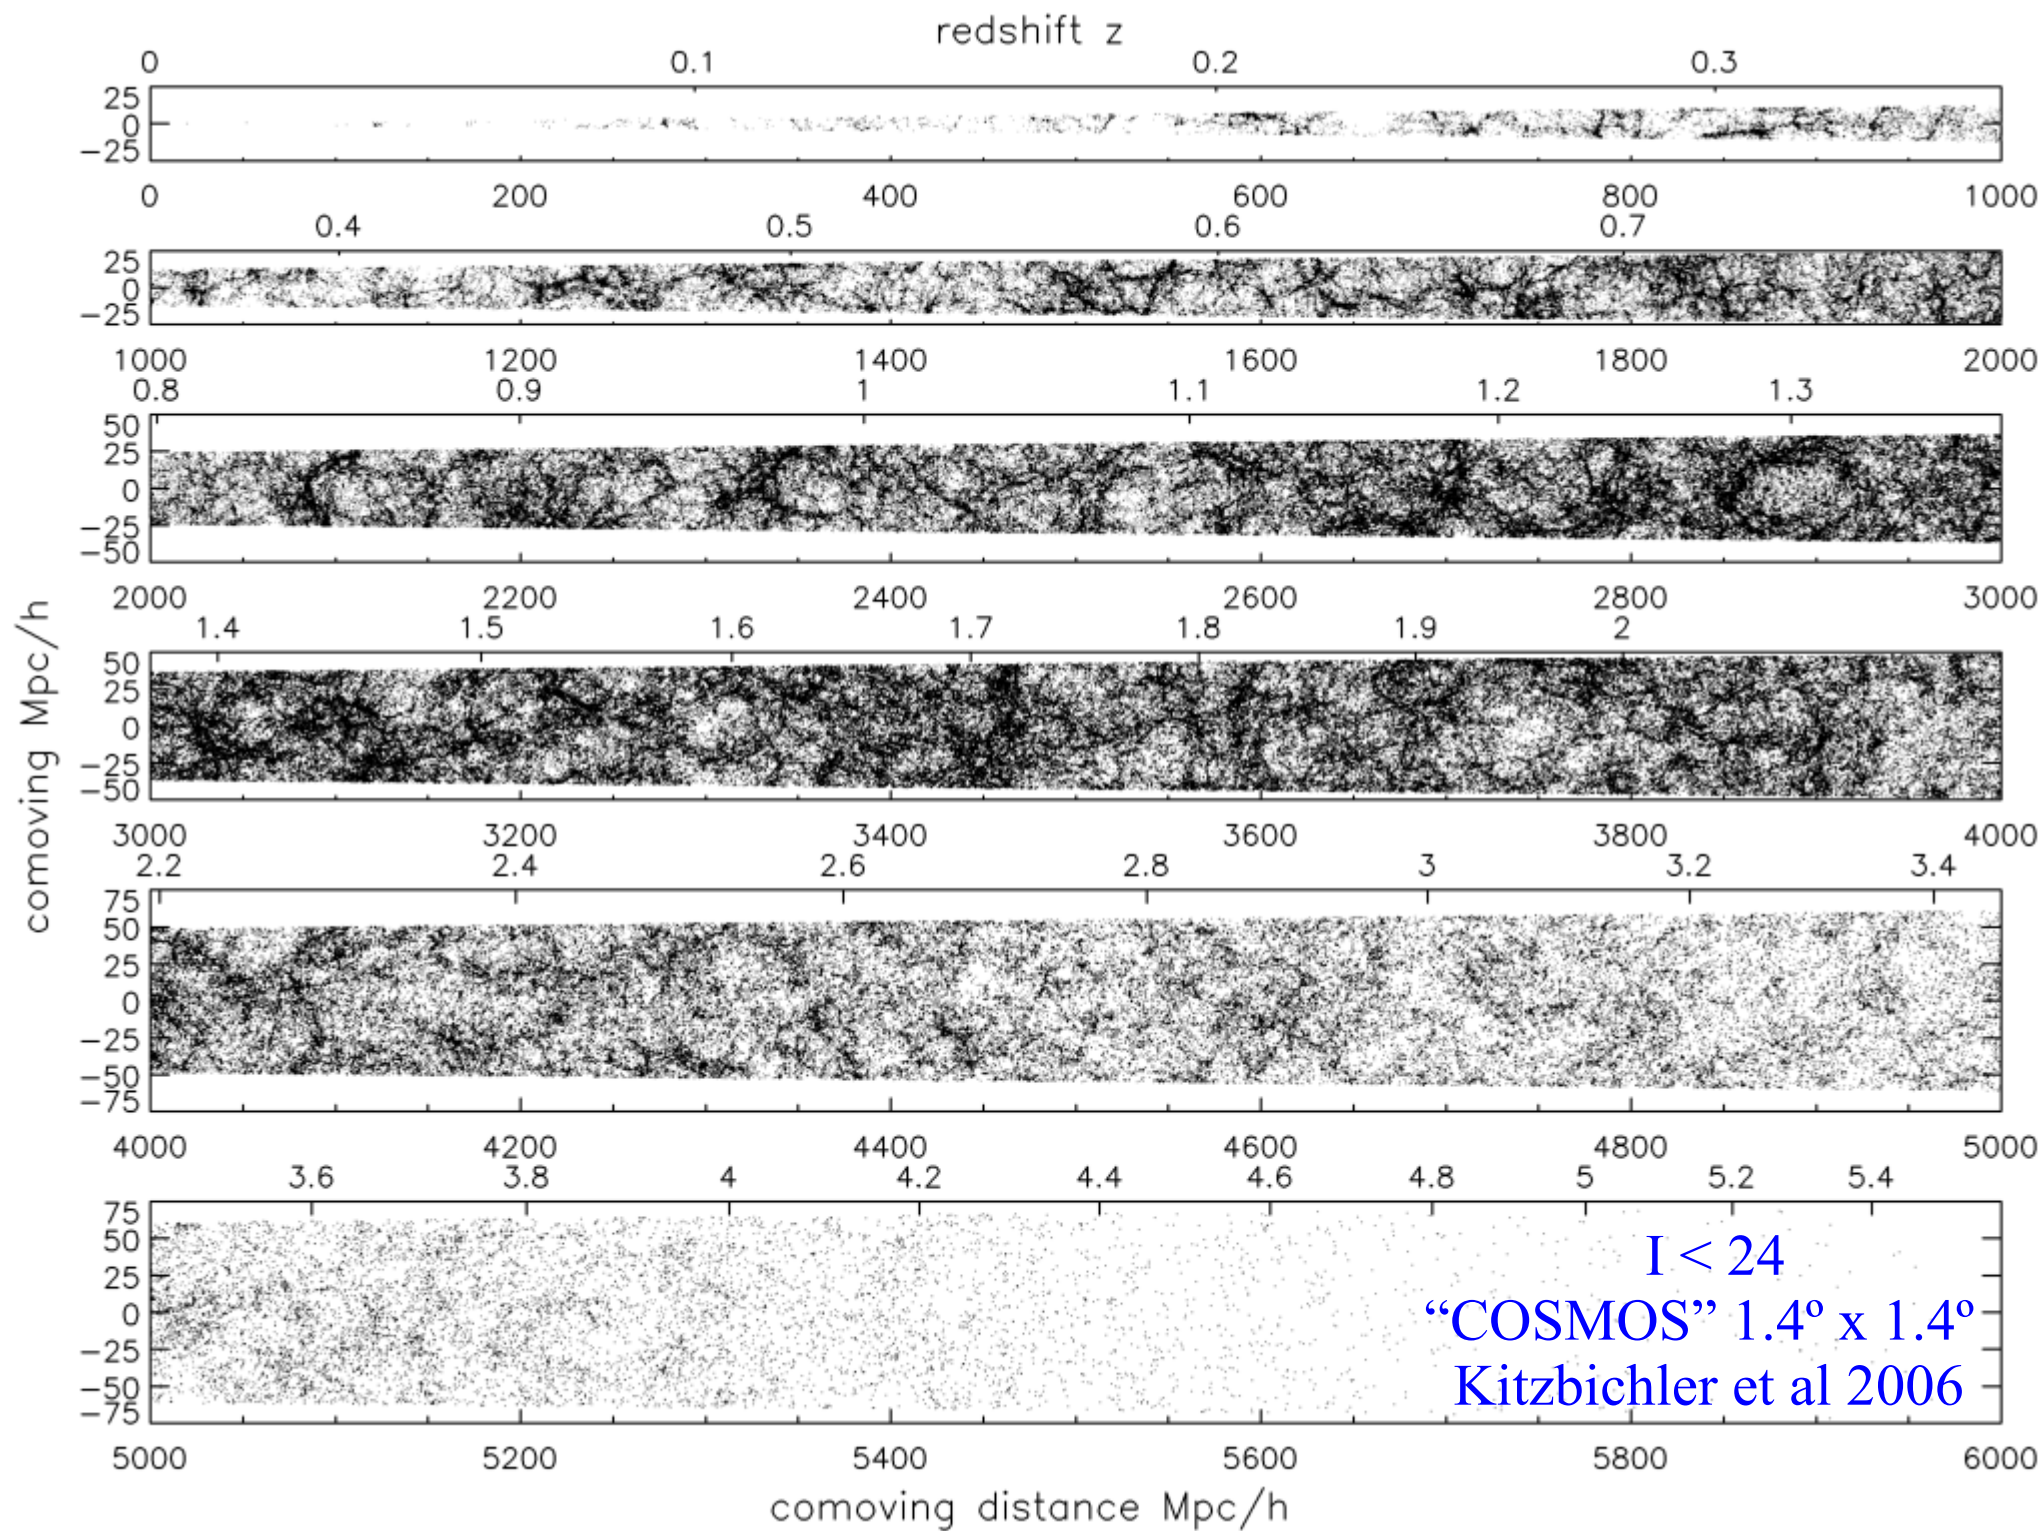 redshift z
0 0.1 0.2 0.3
25
0
−25
0 200 400 600 800 1000
0.4 0.5 0.6 0.7
25
0
−25
1000 1200 1400 1600 1800 2000
0.8 0.9 1 1.1 1.2 1.3
50
25
0
−25
−50
2000 2200 2400 2600 2800 3000
1.4 1.5 1.6 1.7 1.8 1.9 2
50
25
0
−25
−50
3000 3200 3400 3600 3800 4000
2.2 2.4 2.6 2.8 3 3.2 3.4
75
50
25
0
−25
−50
−75
4000 4200 4400 4600 4800 5000
3.6 3.8 4 4.2 4.4 4.6 4.8 5 5.2 5.4
75
50
25
0
−25
−50
−75
I < 24
“COSMOS” 1.4º x 1.4º
Kitzbichler et al 2006
5000 5200 5400 5600 5800 6000
comoving distance Mpc/h
comoving Mpc/h